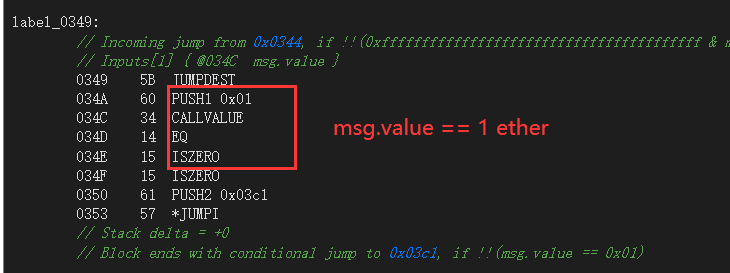 label_0349:
// Incoming jump from 0x0344, if !!(0xffffffffffffffffffffffffffffffffffffffff & m
// Inputs[1] { @034C msg.value }
0349 5B JUMPDEST
034A 60 PUSH1 0x01
034C 34 CALLVALUE
034D 14 EQ
034E 15 ISZERO
034F 15 ISZERO
0350 61 PUSH2 0x03c1
0353 57 *JUMPI
// Stack delta = +0
// Block ends with conditional jump to 0x03c1, if !!(msg.value == 0x01)
msg.value == 1 ether